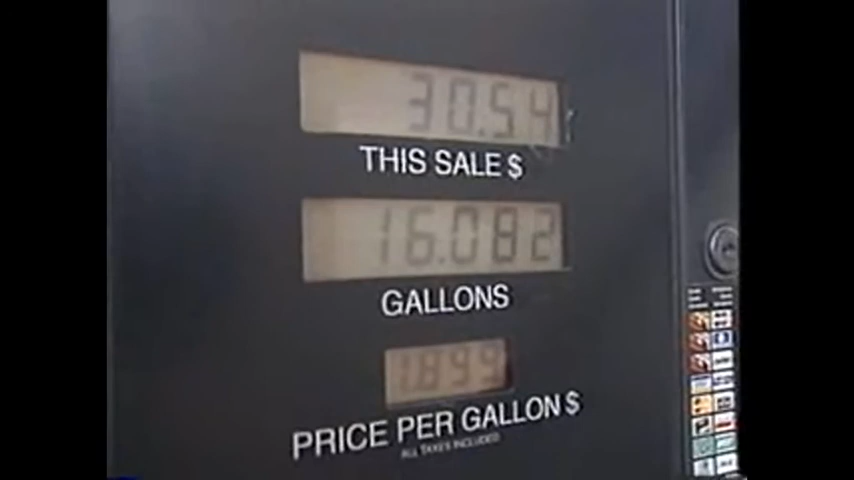 30.54
THIS SALE $
16.082
GALLONS
1.899
PRICE PER GALLON $
ALL TAXES INCLUDED